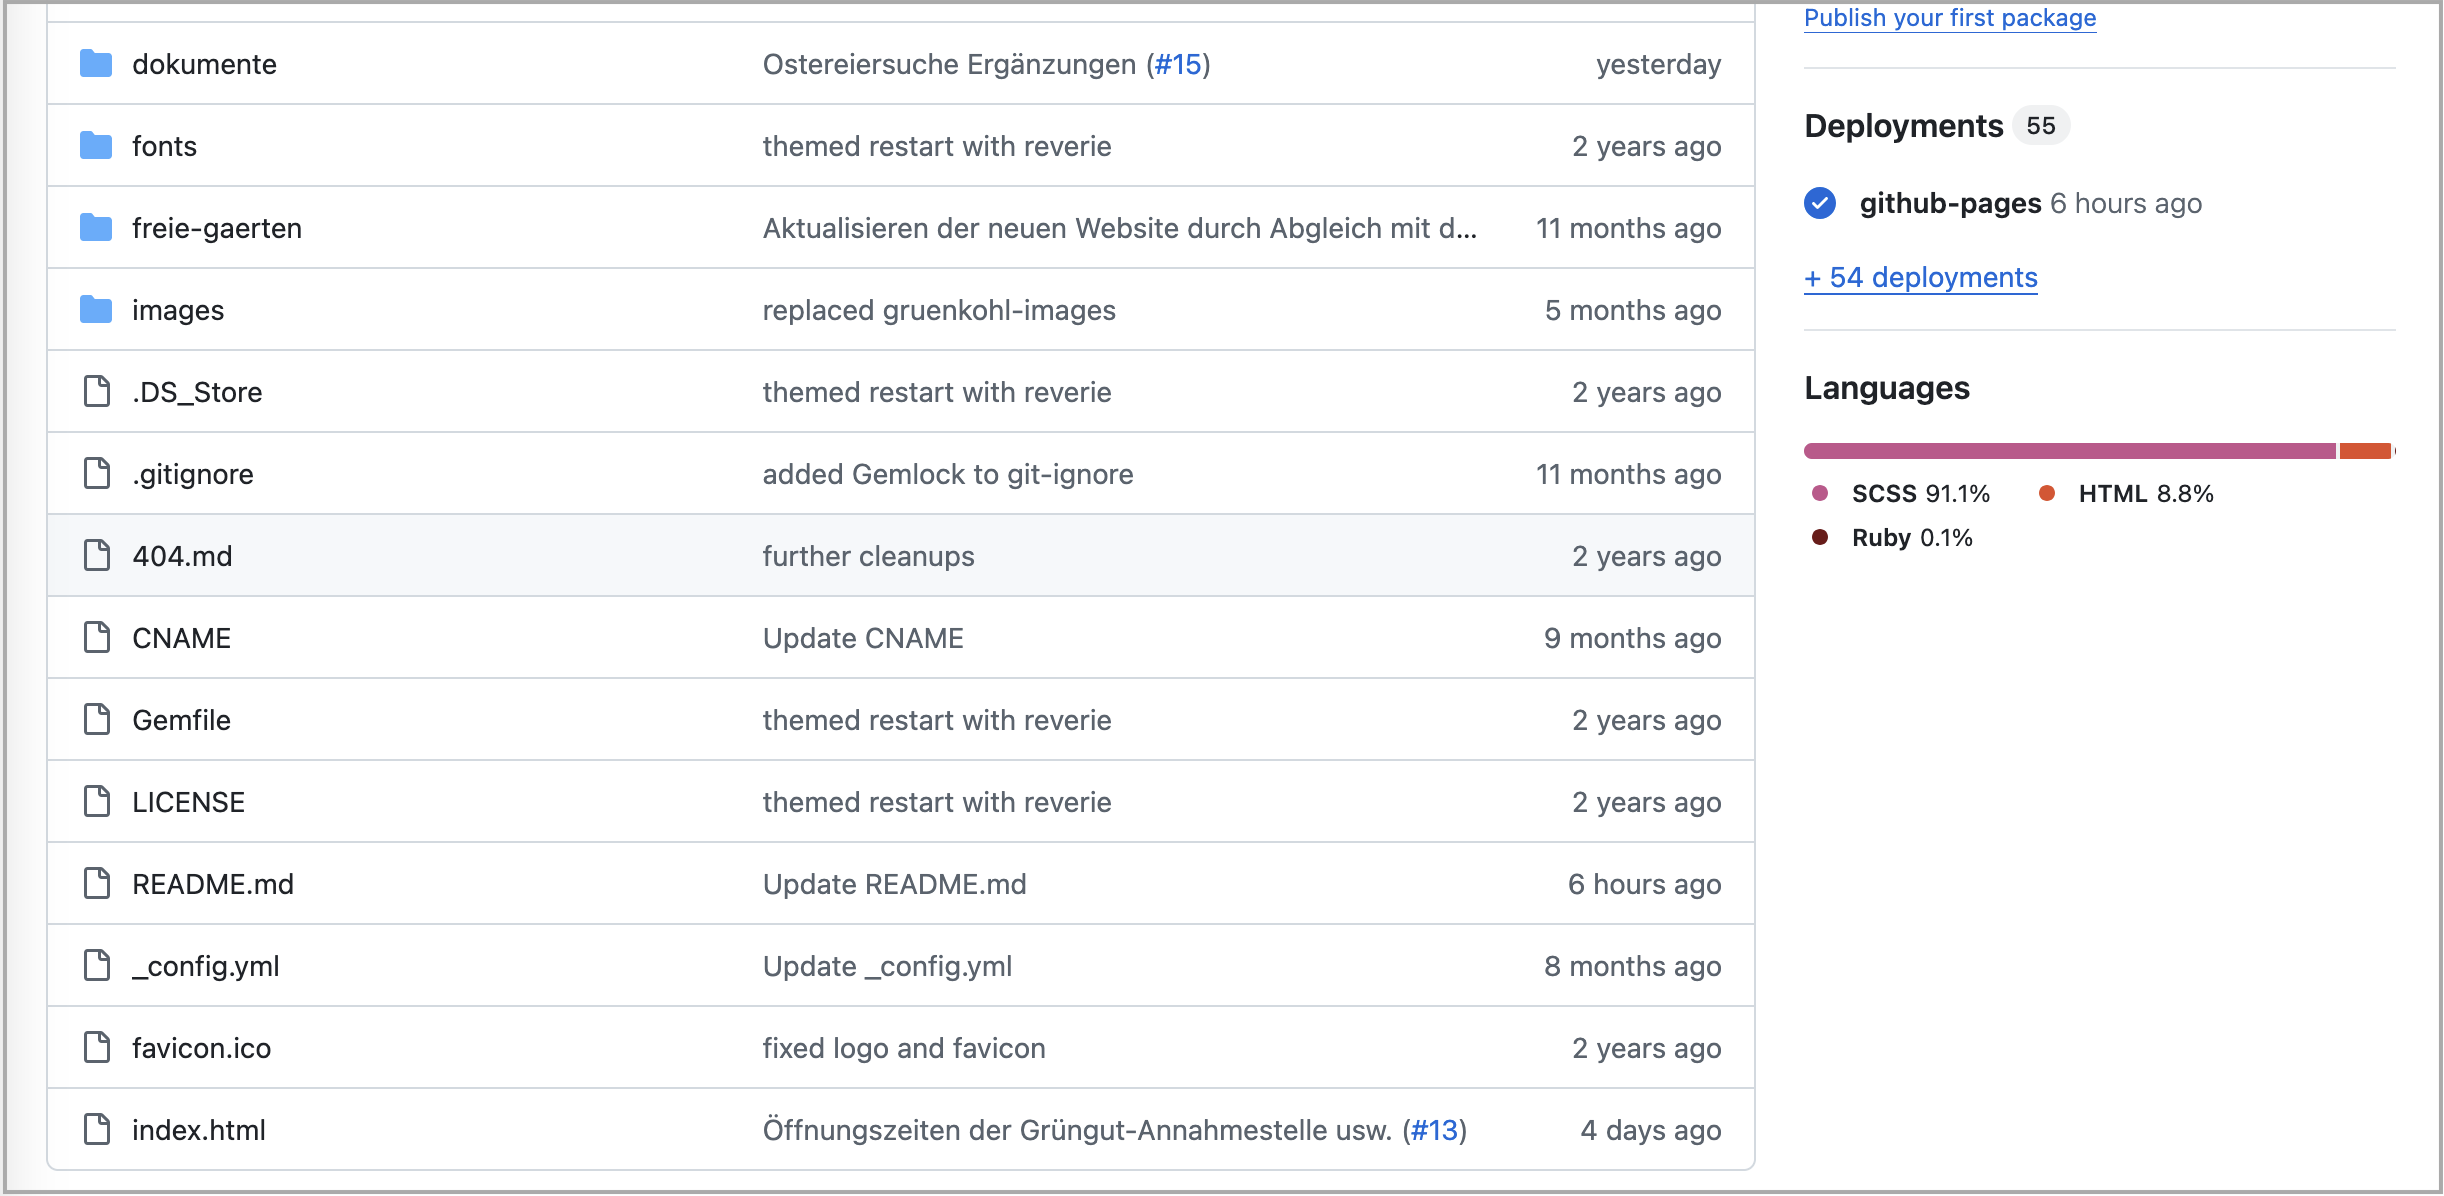 dokumente Ostereiersuche Ergänzungen (#15) yesterday
fonts themed restart with reverie 2 years ago
freie-gaerten Aktualisieren der neuen Website durch Abgleich mit d... 11 months ago
images replaced gruenkohl-images 5 months ago
.DS_Store themed restart with reverie 2 years ago
.gitignore added Gemlock to git-ignore 11 months ago
404.md further cleanups 2 years ago
CNAME Update CNAME 9 months ago
Gemfile themed restart with reverie 2 years ago
LICENSE themed restart with reverie 2 years ago
README.md Update README.md 6 hours ago
_config.yml Update _config.yml 8 months ago
favicon.ico fixed logo and favicon 2 years ago
index.html Öffnungszeiten der Grüngut-Annahmestelle usw. (#13) 4 days ago
Publish your first package
Deployments 55
github-pages 6 hours ago
+ 54 deployments
Languages
SCSS 91.1% HTML 8.8%
Ruby 0.1%